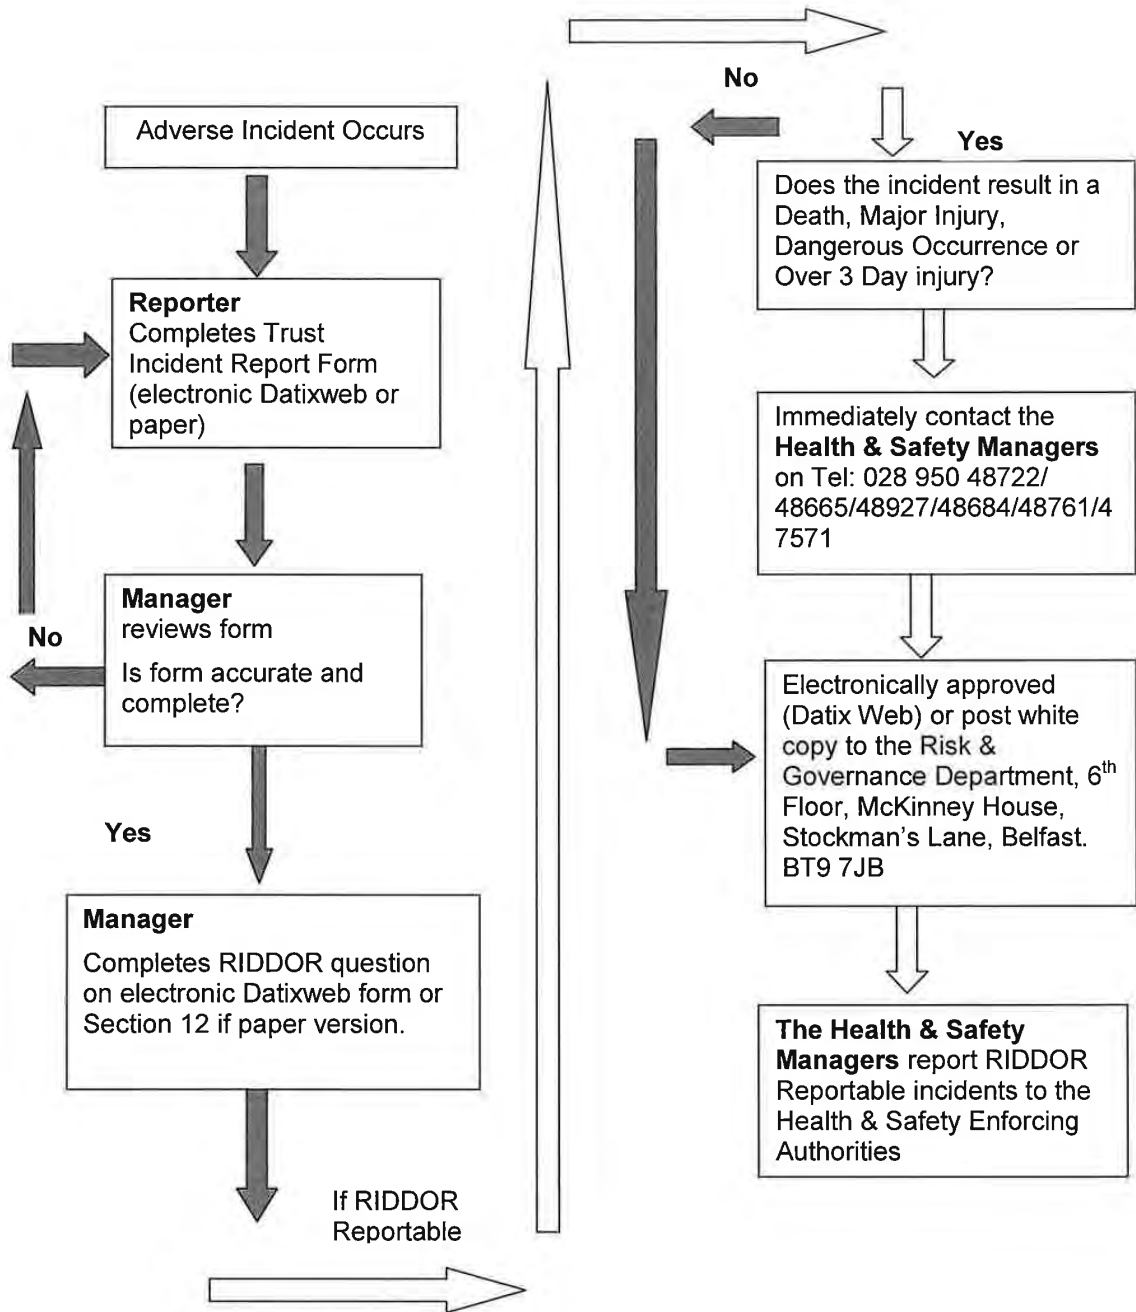 Adverse Incident Occurs
Reporter
Completes Trust
Incident Report Form
(electronic Datixweb or
paper)
Manager
reviews form
Is form accurate and
complete?
No
Yes
Manager
Completes RIDDOR question
on electronic Datixweb form or
Section 12 if paper version.
If RIDDOR
Reportable
No
Yes
Does the incident result in a
Death, Major Injury,
Dangerous Occurrence or
Over 3 Day injury?
Immediately contact the
Health & Safety Managers
on Tel: 028 950 48722/
48665/48927/48684/48761/4
7571
Electronically approved
(Datix Web) or post white
copy to the Risk &
Governance Department, 6th
Floor, McKinney House,
Stockman's Lane, Belfast.
BT9 7JB
The Health & Safety
Managers report RIDDOR
Reportable incidents to the
Health & Safety Enforcing
Authorities